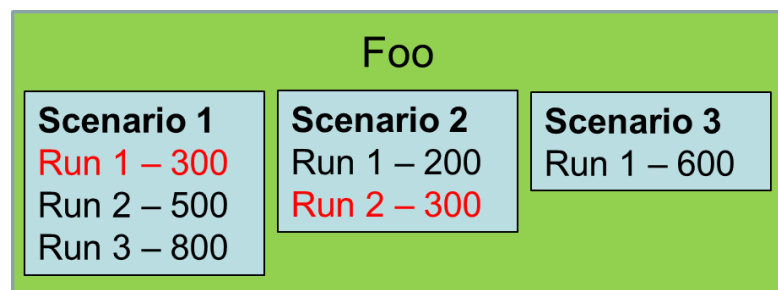 Foo
Scenario 1
Run 1 – 300
Run 2 – 500
Run 3 – 800
Scenario 2
Run 1 – 200
Run 2 – 300
Scenario 3
Run 1 – 600